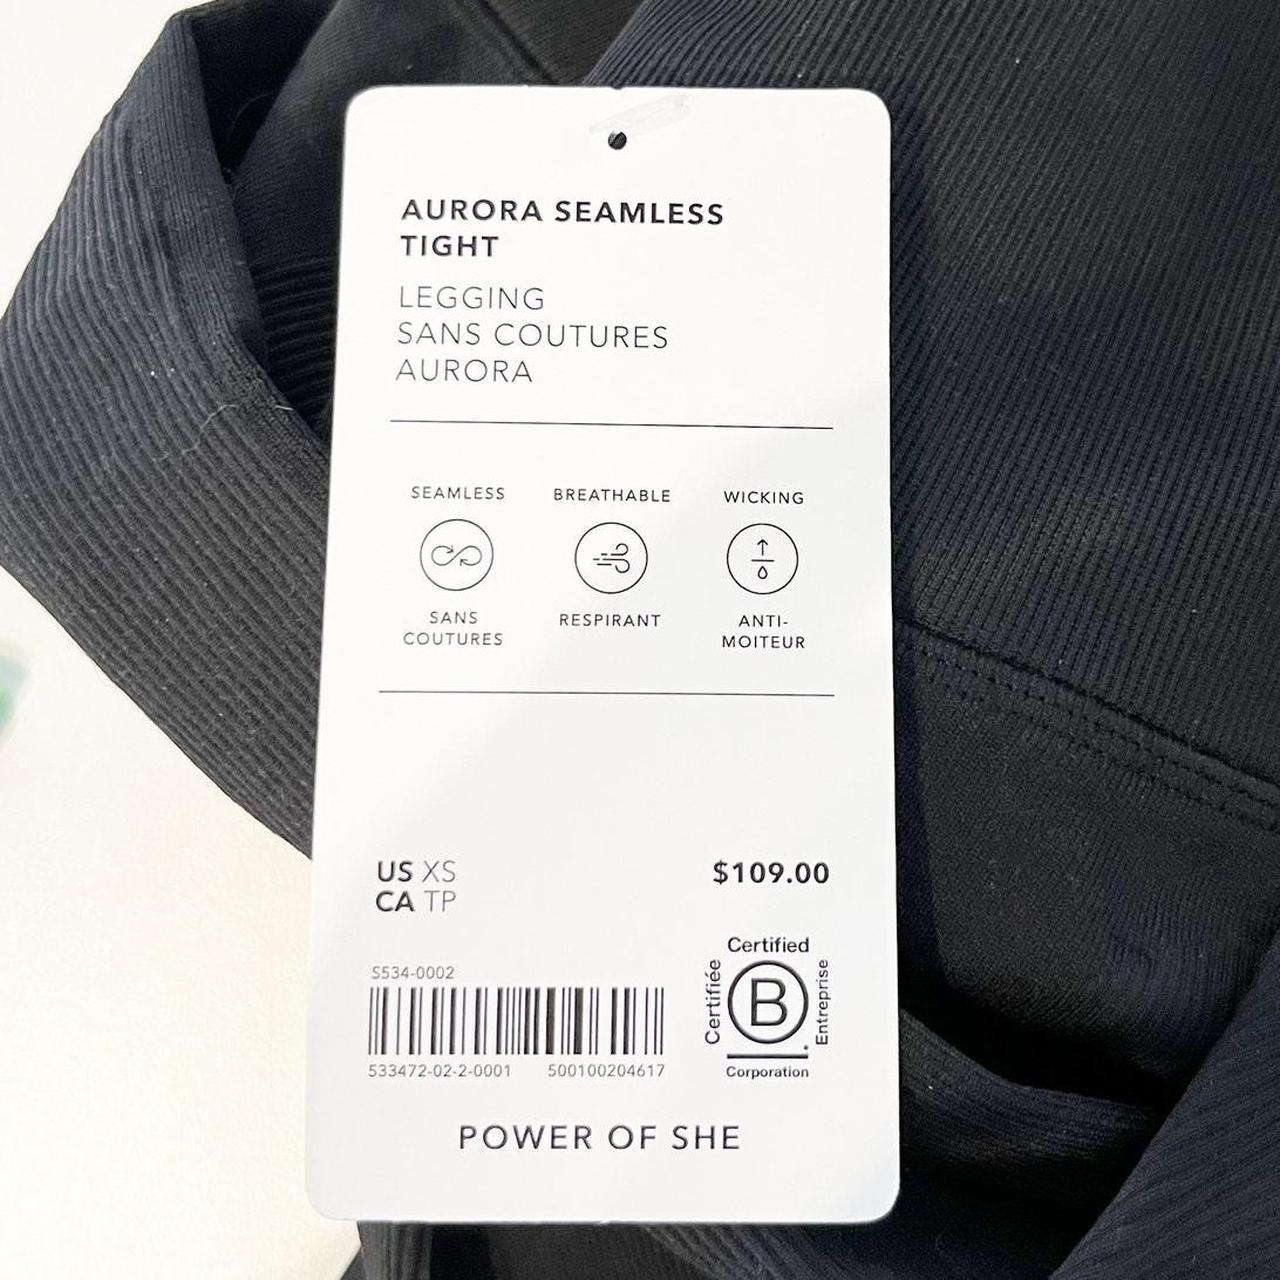 AURORA SEAMLESS
TIGHT
LEGGING
SANS COUTURES
AURORA
SEAMLESS
SANS
COUTURES
BREATHABLE
RESPIRANT
WICKING
ANTI-
MOITEUR
US XS
CA TP
$109.00
S534-0002
533472-02-2-0001 500100204617
Certified
Certifiée
B
Entreprise
Corporation
POWER OF SHE